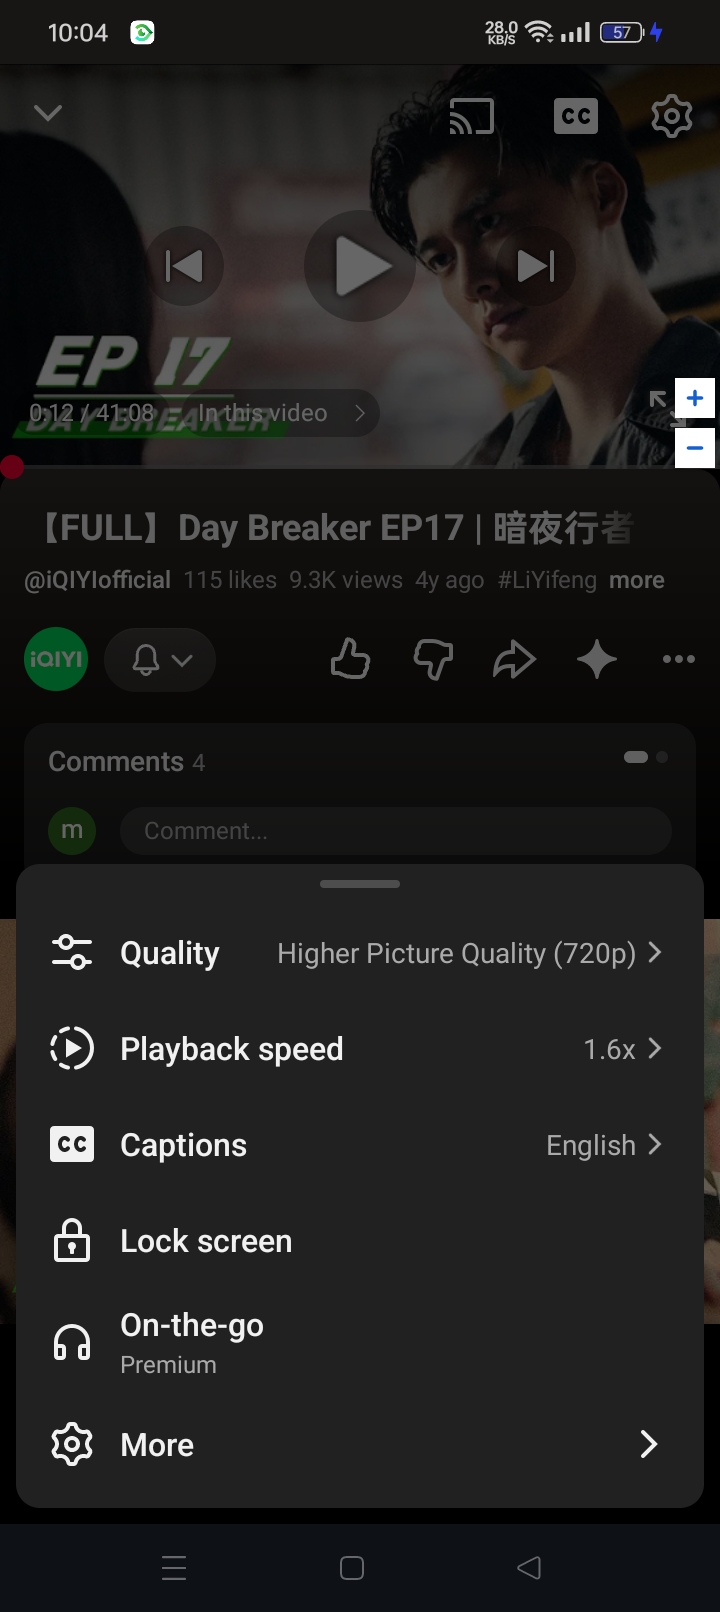 10:04
28.0
KB/S
57
CC
EP 17
0:12 / 41:08 In this video
DAY BREAKER
【FULL】Day Breaker EP17 | 暗夜行者
@iQIYIofficial 115 likes 9.3K views 4y ago #LiYifeng more
iQIYI
Comments 4
m Comment...
Quality Higher Picture Quality (720p)
Playback speed 1.6x
CC Captions English
Lock screen
On-the-go
Premium
More